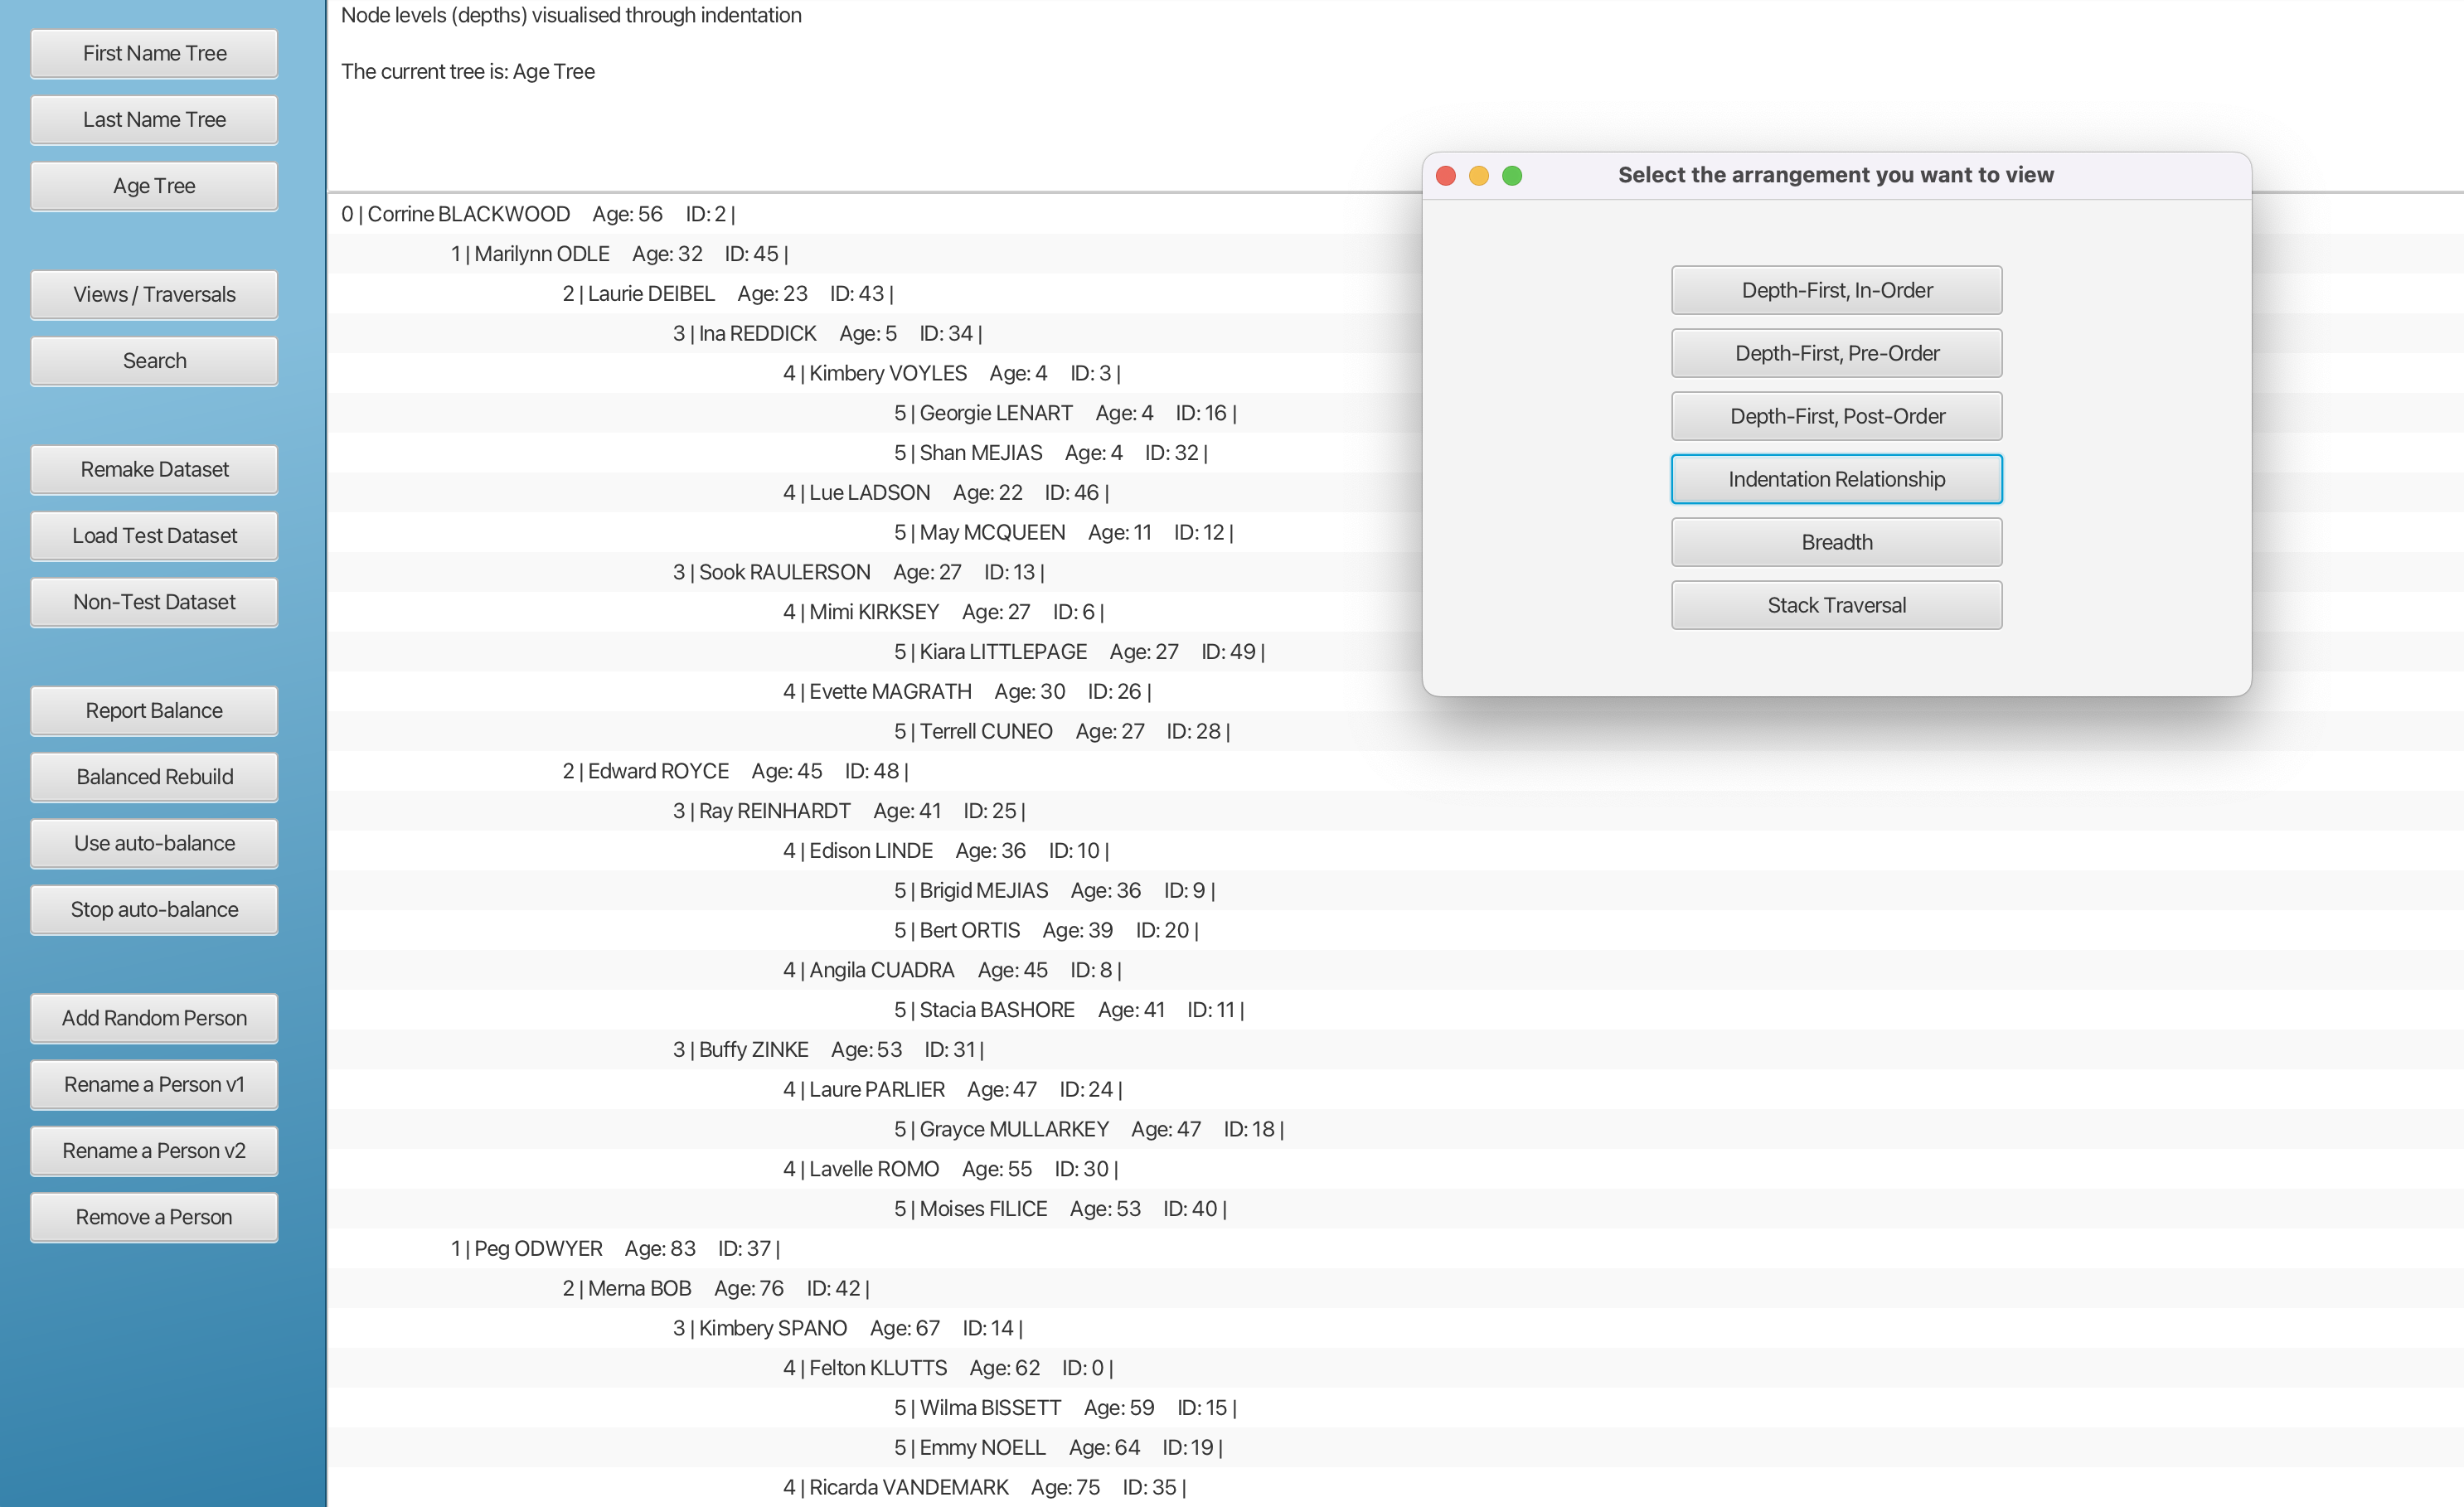 First Name Tree
Last Name Tree
Age Tree
Views / Traversals
Search
Remake Dataset
Load Test Dataset
Non-Test Dataset
Report Balance
Balanced Rebuild
Use auto-balance
Stop auto-balance
Add Random Person
Rename a Person v1
Rename a Person v2
Remove a Person
Node levels (depths) visualised through indentation
The current tree is: Age Tree
0 | Corrine BLACKWOOD Age: 56 ID: 2 |
1 | Marilynn ODLE Age: 32 ID: 45 |
2 | Laurie DEIBEL Age: 23 ID: 43 |
3 | Ina REDDICK Age: 5 ID: 34 |
4 | Kimbery VOYLES Age: 4 ID: 3 |
5 | Georgie LENART Age: 4 ID: 16 |
5 | Shan MEJIAS Age: 4 ID: 32 |
4 | Lue LADSON Age: 22 ID: 46 |
5 | May MCQUEEN Age: 11 ID: 12 |
3 | Sook RAULERSON Age: 27 ID: 13 |
4 | Mimi KIRKSEY Age: 27 ID: 6 |
5 | Kiara LITTLEPAGE Age: 27 ID: 49 |
4 | Evette MAGRATH Age: 30 ID: 26 |
5 | Terrell CUNEO Age: 27 ID: 28 |
2 | Edward ROYCE Age: 45 ID: 48 |
3 | Ray REINHARDT Age: 41 ID: 25 |
4 | Edison LINDE Age: 36 ID: 10 |
5 | Brigid MEJIAS Age: 36 ID: 9 |
5 | Bert ORTIS Age: 39 ID: 20 |
4 | Angila CUADRA Age: 45 ID: 8 |
5 | Stacia BASHORE Age: 41 ID: 11 |
3 | Buffy ZINKE Age: 53 ID: 31 |
4 | Laure PARLIER Age: 47 ID: 24 |
5 | Grayce MULLARKEY Age: 47 ID: 18 |
4 | Lavelle ROMO Age: 55 ID: 30 |
5 | Moises FILICE Age: 53 ID: 40 |
1 | Peg ODWYER Age: 83 ID: 37 |
2 | Merna BOB Age: 76 ID: 42 |
3 | Kimbery SPANO Age: 67 ID: 14 |
4 | Felton KLUTTS Age: 62 ID: 0 |
5 | Wilma BISSETT Age: 59 ID: 15 |
5 | Emmy NOELL Age: 64 ID: 19 |
4 | Ricarda VANDEMARK Age: 75 ID: 35 |
Select the arrangement you want to view
Depth-First, In-Order
Depth-First, Pre-Order
Depth-First, Post-Order
Indentation Relationship
Breadth
Stack Traversal